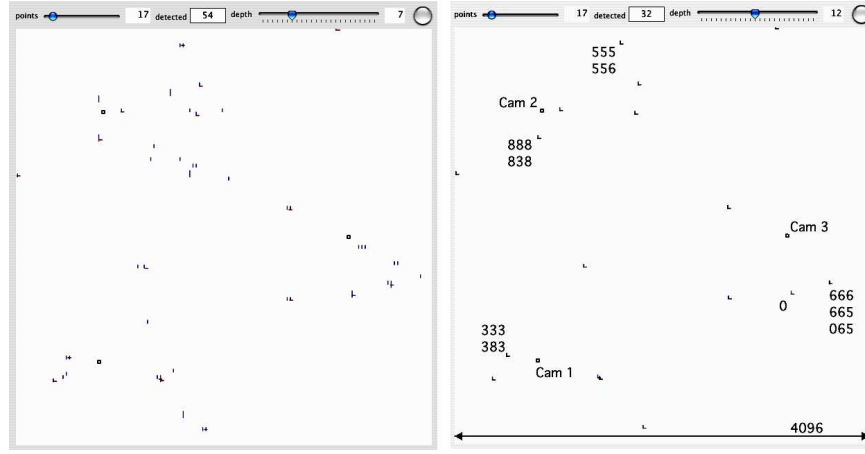 points 17 detected 54 depth 7
points 17 detected 32 depth 12
555
556
Cam 2
888
838
Cam 3
666
0
665
065
333
383
Cam 1
4096